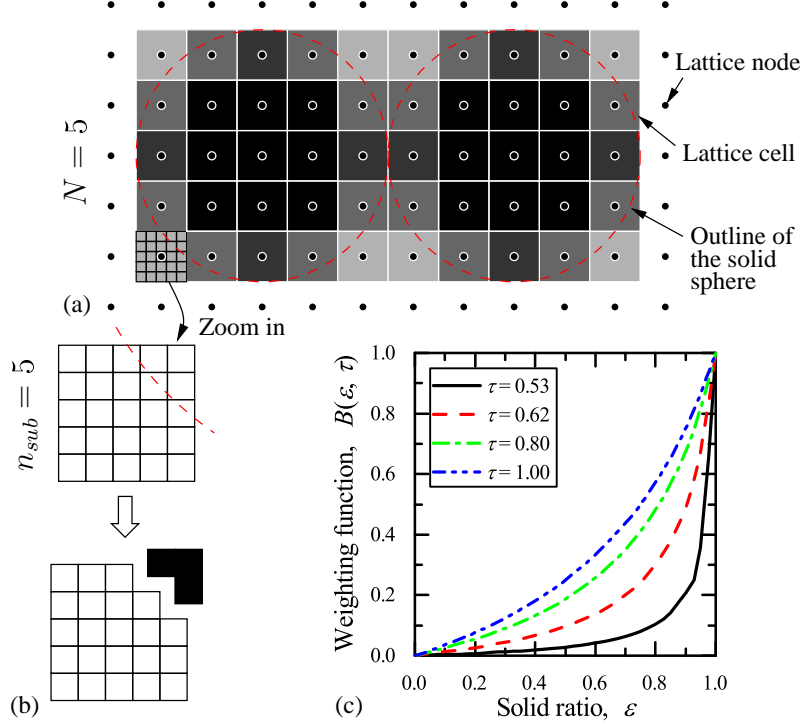 Lattice node
Lattice cell
N = 5
Outline of
the solid
sphere
(a)
Zoom in
n_sub = 5
(b)
1.0
0.8
0.6
0.4
0.2
0.0
Weighting function, B(ε, τ)
τ = 0.53
τ = 0.62
τ = 0.80
τ = 1.00
0.0 0.2 0.4 0.6 0.8 1.0
(c)
Solid ratio, ε